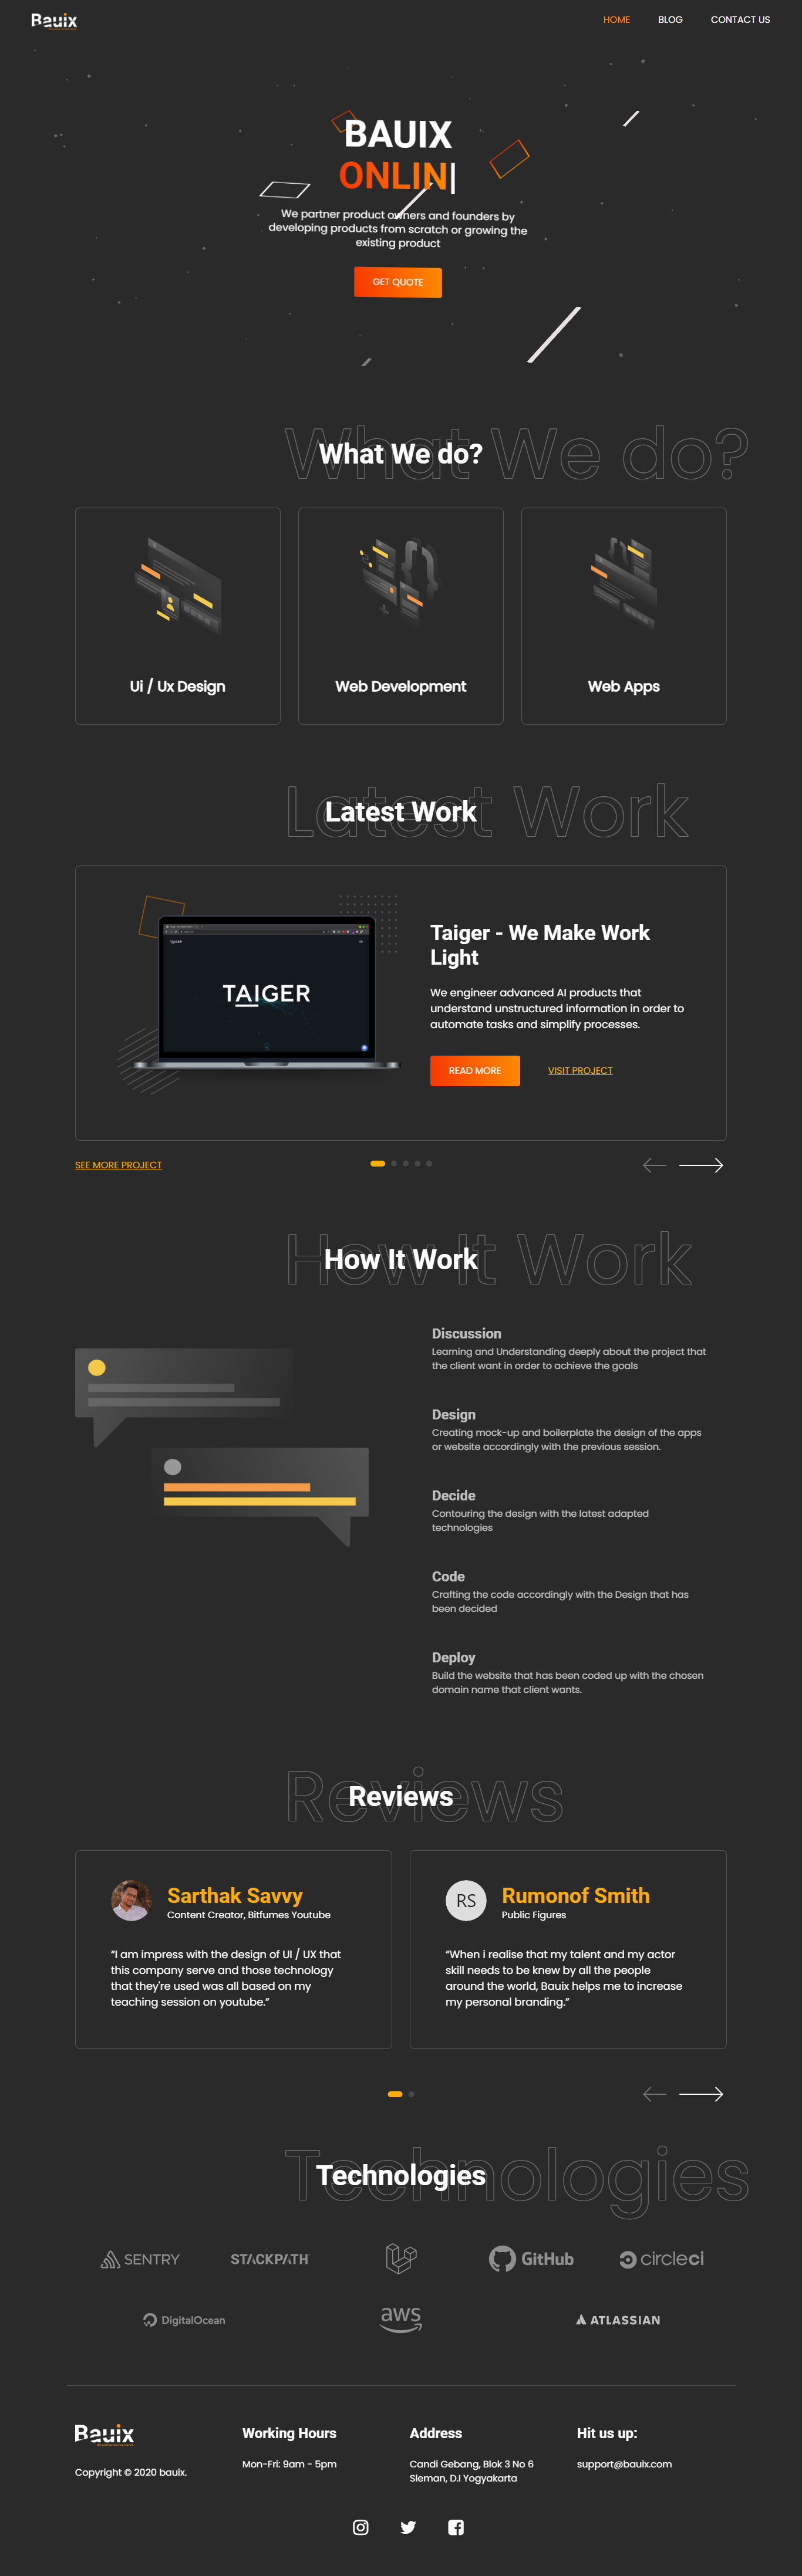 Bauix
HOME BLOG CONTACT US
BAUIX
ONLIN
We partner product owners and founders by
developing products from scratch or growing the
existing product
GET QUOTE
What We do?
What We do?
Ui / Ux Design
Web Development
Web Apps
Latest Work
Latest Work
TAIGER
Taiger - We Make Work
Light
We engineer advanced AI products that
understand unstructured information in order to
automate tasks and simplify processes.
READ MORE
VISIT PROJECT
SEE MORE PROJECT
How It Work
How It Work
Discussion
Learning and Understanding deeply about the project that
the client want in order to achieve the goals
Design
Creating mock-up and boilerplate the design of the apps
or website accordingly with the previous session.
Decide
Contouring the design with the latest adapted
technologies
Code
Crafting the code accordingly with the Design that has
been decided
Deploy
Build the website that has been coded up with the chosen
domain name that client wants.
Reviews
Reviews
Sarthak Savvy
Content Creator, Bitfumes Youtube
“I am impress with the design of UI / UX that
this company serve and those technology
that they're used was all based on my
teaching session on youtube.”
RS
Rumonof Smith
Public Figures
“When i realise that my talent and my actor
skill needs to be knew by all the people
around the world, Bauix helps me to increase
my personal branding.”
Technologies
Technologies
SENTRY
STACKPATH
GitHub
circleci
DigitalOcean
aws
ATLASSIAN
Bauix
Copyright © 2020 bauix.
Working Hours
Mon-Fri: 9am - 5pm
Address
Candi Gebang, Blok 3 No 6
Sleman, D.I Yogyakarta
Hit us up:
support@bauix.com